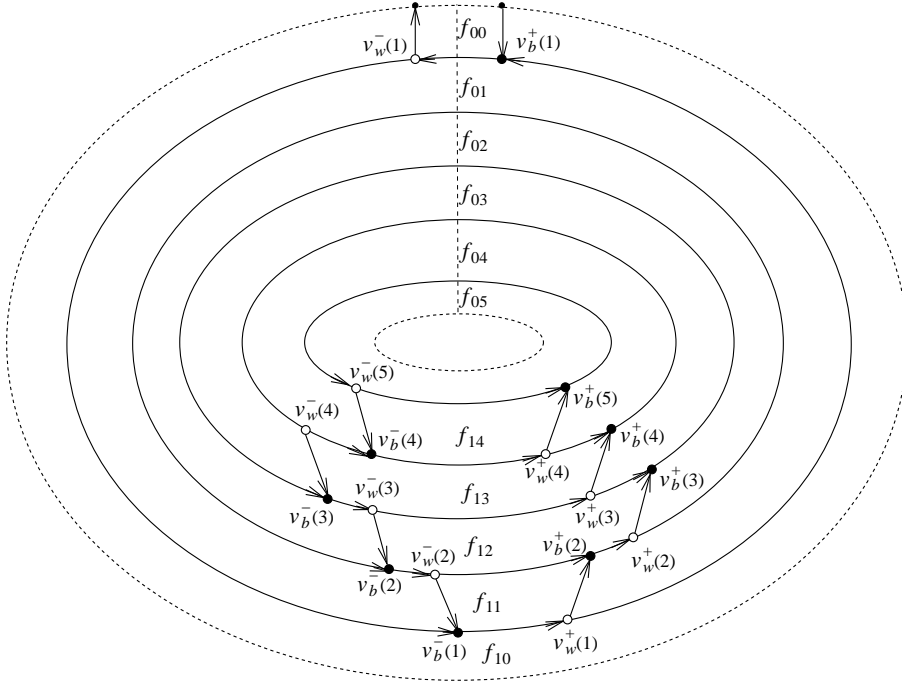 f₀₀
v_w^−(1)
v_b^+(1)
f₀₁
f₀₂
f₀₃
f₀₄
f₀₅
v_w^−(5)
v_b^+(5)
v_w^−(4)
v_b^−(4)
f₁₄
v_b^+(4)
v_w^+(4)
v_w^−(3)
v_b^+(3)
f₁₃
v_b^−(3)
v_w^+(3)
f₁₂
v_b^+(2)
v_w^−(2)
v_w^+(2)
v_b^−(2)
f₁₁
v_w^+(1)
v_b^−(1)
f₁₀